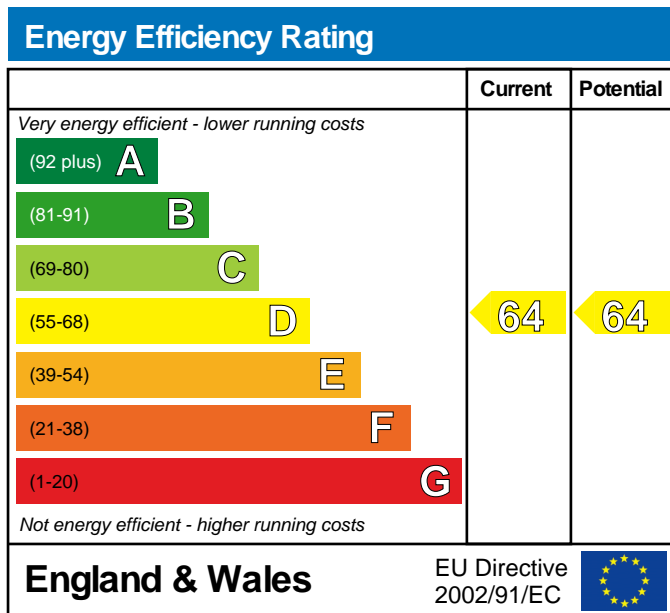 Energy Efficiency Rating
Current Potential
Very energy efficient - lower running costs
(92 plus) A
(81-91) B
(69-80) C
(55-68) D 64 64
(39-54) E
(21-38) F
(1-20) G
Not energy efficient - higher running costs
England & Wales
EU Directive
2002/91/EC